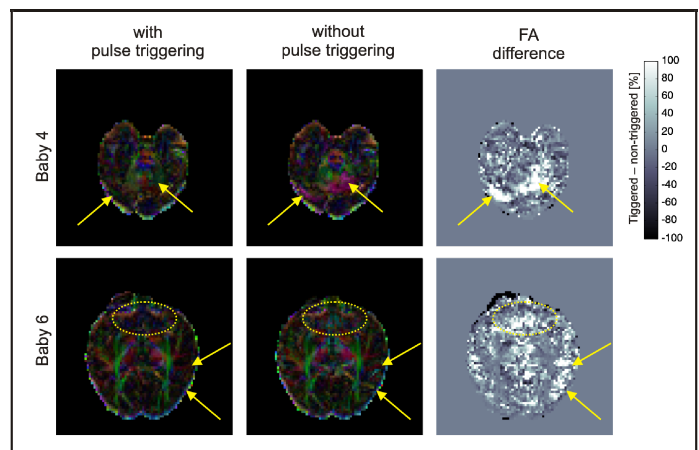 with
pulse triggering
without
pulse triggering
FA
difference
Baby 4
Baby 6
100
80
60
40
20
0
-20
-40
-60
-80
-100
Tiggered – non-triggered [%]